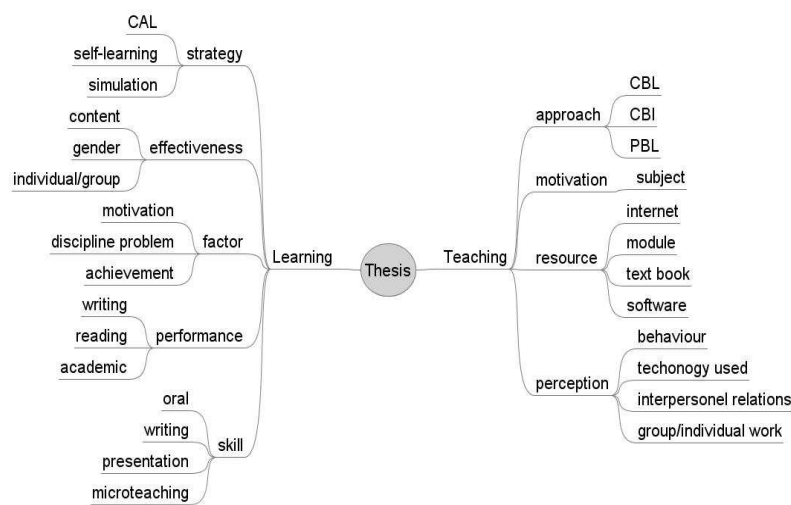 Thesis
Learning
strategy
CAL
self-learning
simulation
effectiveness
content
gender
individual/group
factor
motivation
discipline problem
achievement
performance
writing
reading
academic
skill
oral
writing
presentation
microteaching
Teaching
approach
CBL
CBI
PBL
motivation
subject
resource
internet
module
text book
software
perception
behaviour
techonogy used
interpersonel relations
group/individual work